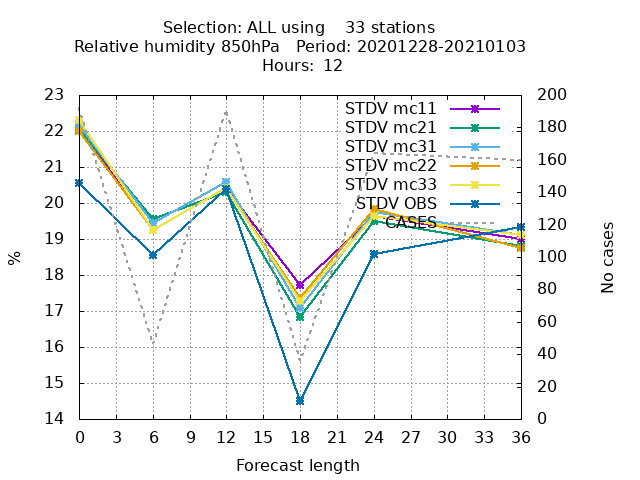 Selection: ALL using 33 stations
Relative humidity 850hPa Period: 20201228-20210103
Hours: 12
23 200
22 180
21 160
20 140
19 120
18 100
17 80
16 60
15 40
14 20
0
STDV mc11
STDV mc21
STDV mc31
STDV mc22
STDV mc33
STDV OBS
CASES
%
No cases
0 3 6 9 12 15 18 21 24 27 30 33 36
Forecast length